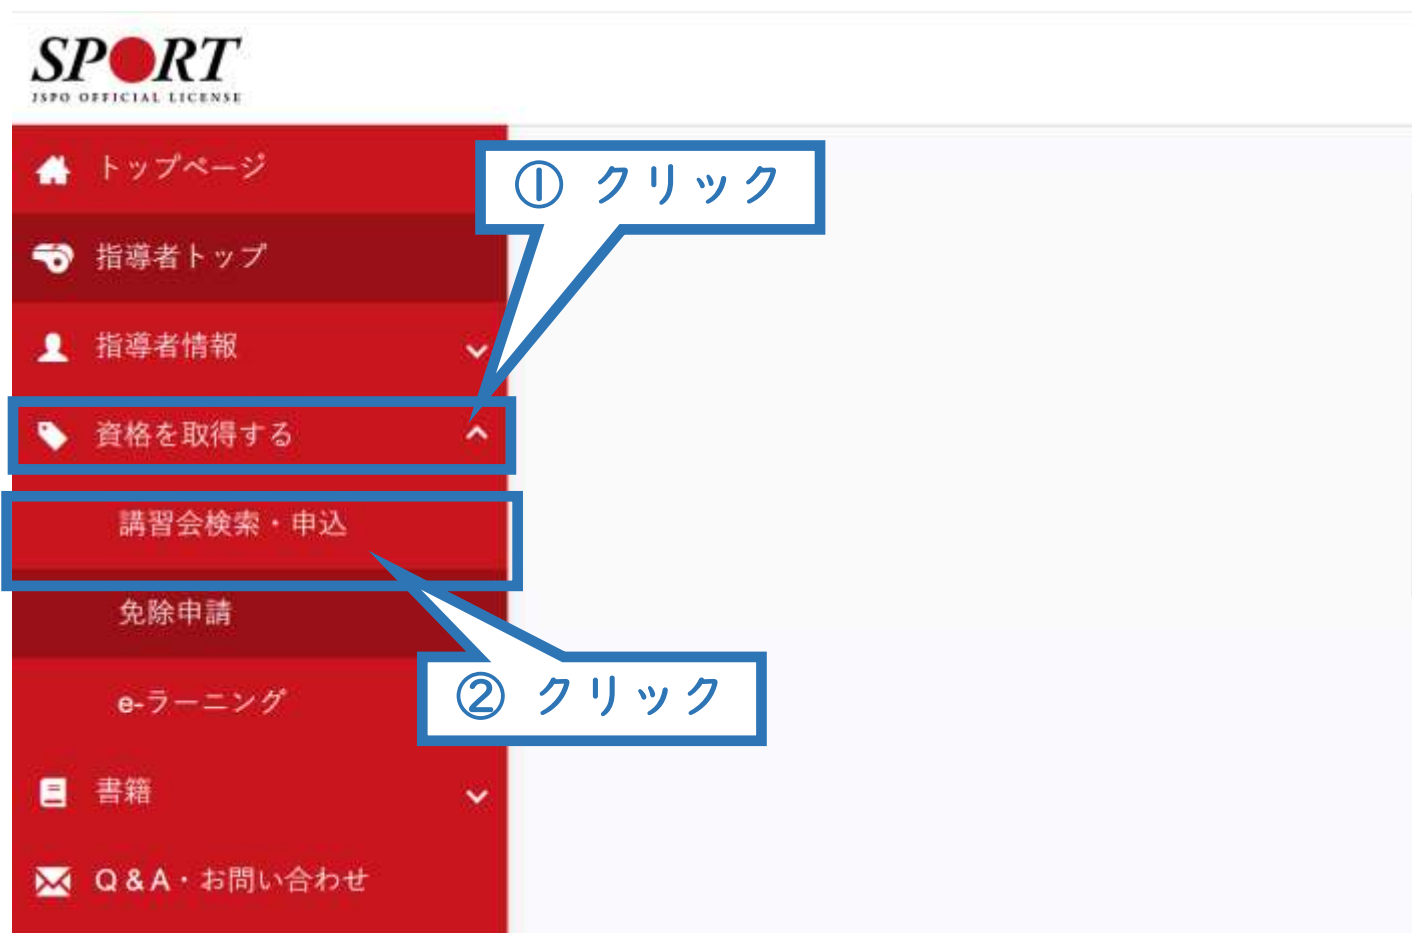 SPORT
JSPO OFFICIAL LICENSE
トップページ
① クリック
指導者トップ
指導者情報
資格を取得する
講習会検索・申込
免除申請
e-ラーニング
② クリック
書籍
Q&A・お問い合わせ